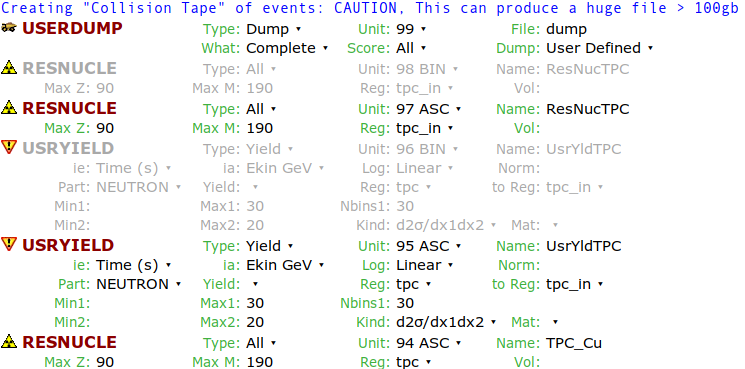 Creating "Collision Tape" of events: CAUTION, This can produce a huge file > 100gb
USERDUMP Type: Dump Unit: 99 File: dump
What: Complete Score: All Dump: User Defined
RESNUCLE Type: All Unit: 98 BIN Name: ResNucTPC
Max Z: 90 Max M: 190 Reg: tpc_in Vol:
RESNUCLE Type: All Unit: 97 ASC Name: ResNucTPC
Max Z: 90 Max M: 190 Reg: tpc_in Vol:
USRYIELD Type: Yield Unit: 96 BIN Name: UsrYldTPC
ie: Time (s) ia: Ekin GeV Log: Linear Norm:
Part: NEUTRON Yield: Reg: tpc to Reg: tpc_in
Min1: Max1: 30 Nbins1: 30
Min2: Max2: 20 Kind: d2σ/dx1dx2 Mat:
USRYIELD Type: Yield Unit: 95 ASC Name: UsrYldTPC
ie: Time (s) ia: Ekin GeV Log: Linear Norm:
Part: NEUTRON Yield: Reg: tpc to Reg: tpc_in
Min1: Max1: 30 Nbins1: 30
Min2: Max2: 20 Kind: d2σ/dx1dx2 Mat:
RESNUCLE Type: All Unit: 94 ASC Name: TPC_Cu
Max Z: 90 Max M: 190 Reg: tpc Vol: